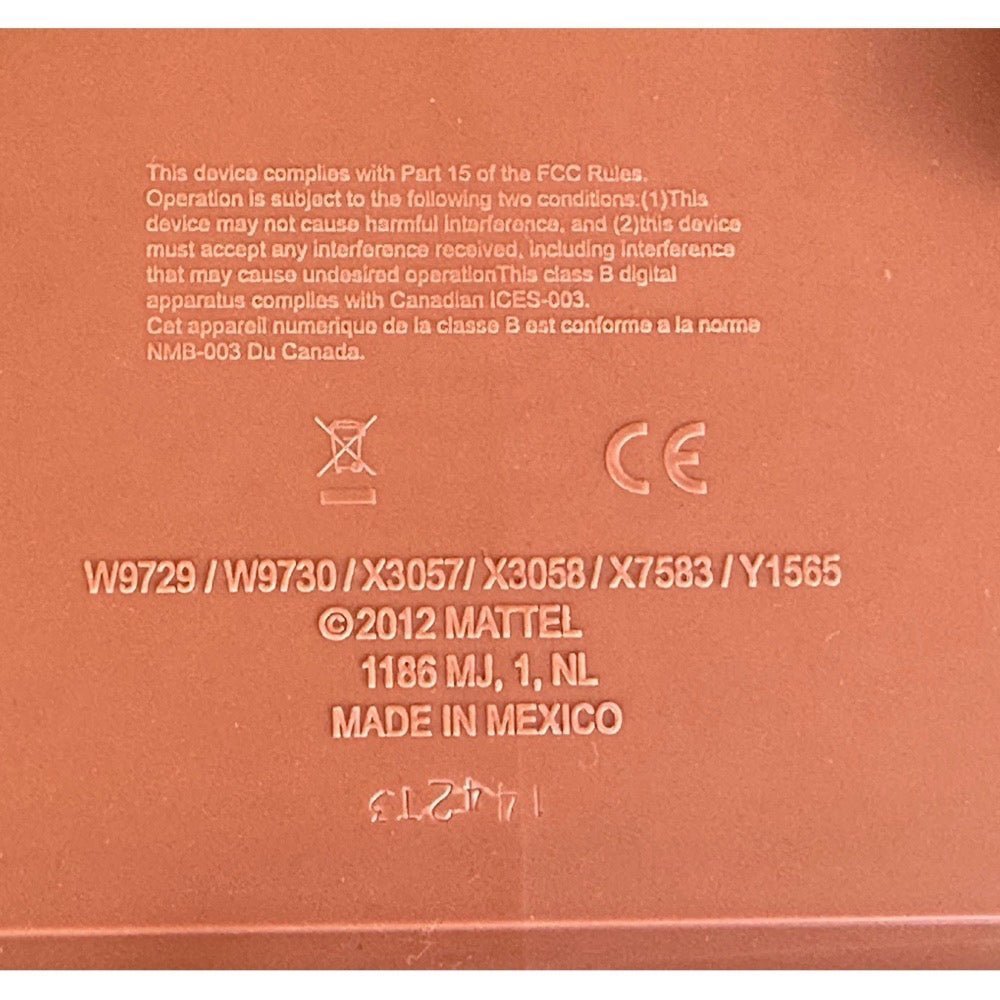 This device complies with Part 15 of the FCC Rules.
Operation is subject to the following two conditions:(1)This
device may not cause harmful interference, and (2)this device
must accept any interference received, including interference
that may cause undesired operationThis class B digital
apparatus complies with Canadian ICES-003.
Cet appareil numerique de la classe B est conforme a la norme
NMB-003 Du Canada.
CE
W9729 / W9730 / X3057/ X3058 / X7583 / Y1565
©2012 MATTEL
1186 MJ, 1, NL
MADE IN MEXICO